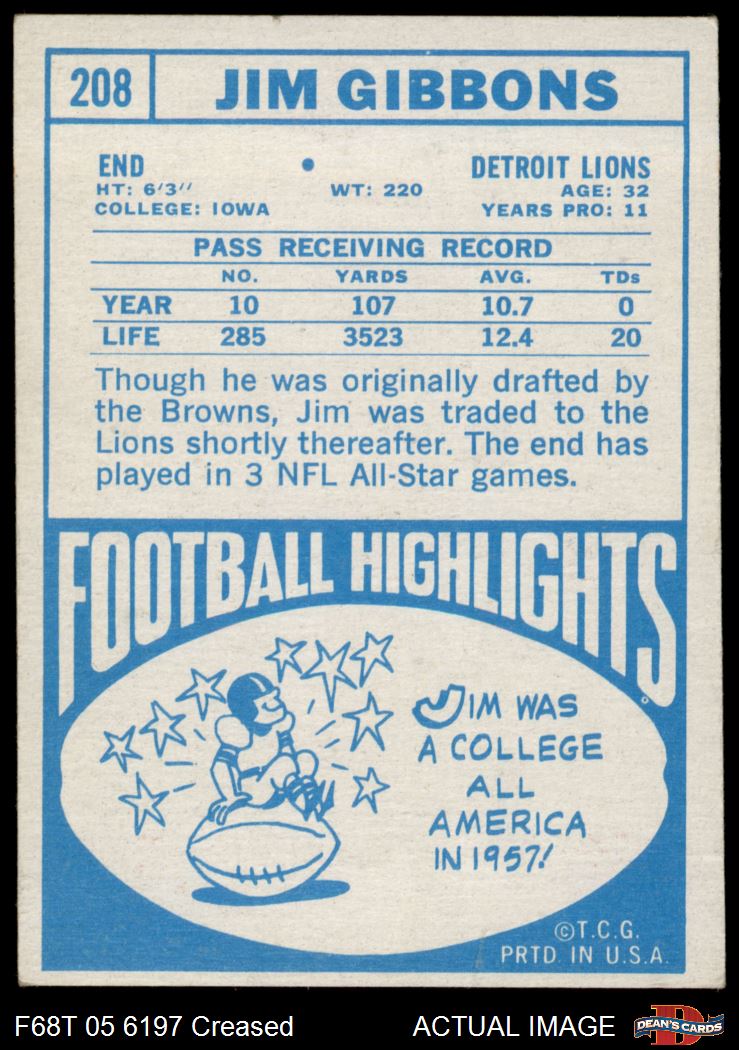 208 JIM GIBBONS
END • DETROIT LIONS
HT: 6'3" WT: 220 AGE: 32
COLLEGE: IOWA YEARS PRO: 11
PASS RECEIVING RECORD
NO. YARDS AVG. TDs
YEAR 10 107 10.7 0
LIFE 285 3523 12.4 20
Though he was originally drafted by
the Browns, Jim was traded to the
Lions shortly thereafter. The end has
played in 3 NFL All-Star games.
FOOTBALL HIGHLIGHTS
JIM WAS
A COLLEGE
ALL
AMERICA
IN 1957!
©T.C.G.
PRTD. IN U.S.A.
F68T 05 6197 Creased ACTUAL IMAGE D DEAN'S CARDS